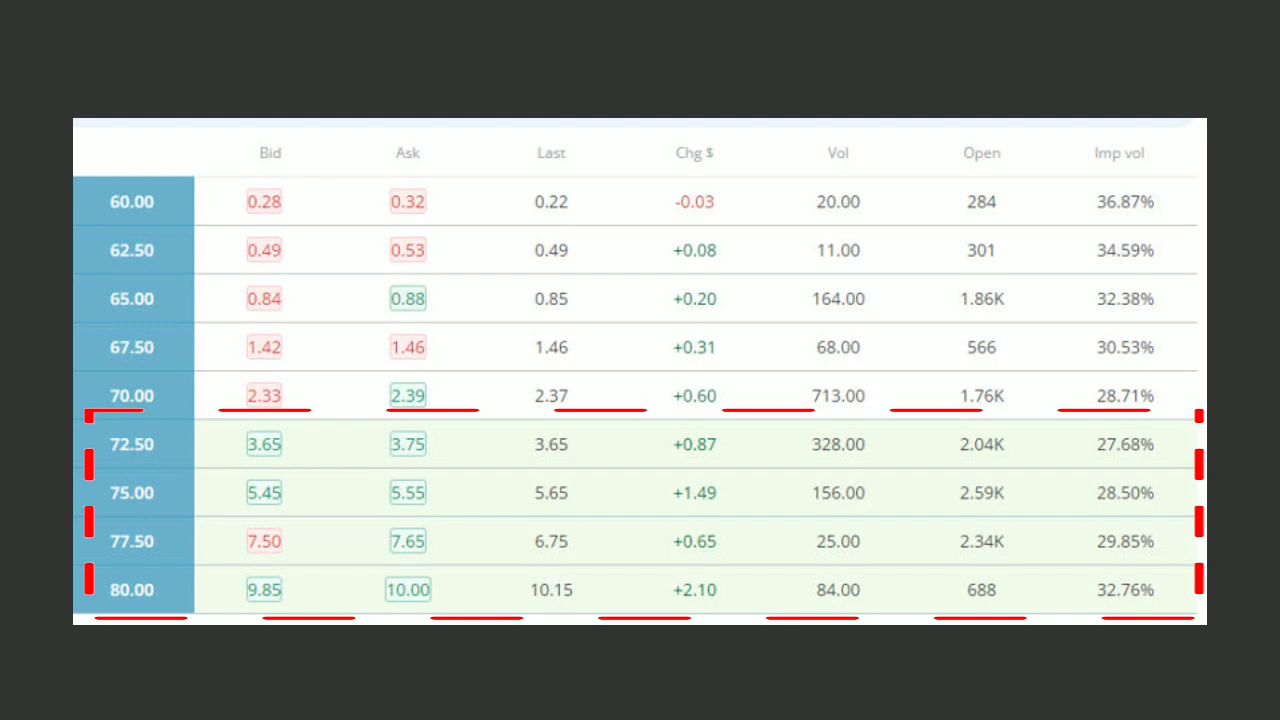 Bid Ask Last Chg $ Vol Open Imp vol
60.00 0.28 0.32 0.22 -0.03 20.00 284 36.87%
62.50 0.49 0.53 0.49 +0.08 11.00 301 34.59%
65.00 0.84 0.88 0.85 +0.20 164.00 1.86K 32.38%
67.50 1.42 1.46 1.46 +0.31 68.00 566 30.53%
70.00 2.33 2.39 2.37 +0.60 713.00 1.76K 28.71%
72.50 3.65 3.75 3.65 +0.87 328.00 2.04K 27.68%
75.00 5.45 5.55 5.65 +1.49 156.00 2.59K 28.50%
77.50 7.50 7.65 6.75 +0.65 25.00 2.34K 29.85%
80.00 9.85 10.00 10.15 +2.10 84.00 688 32.76%